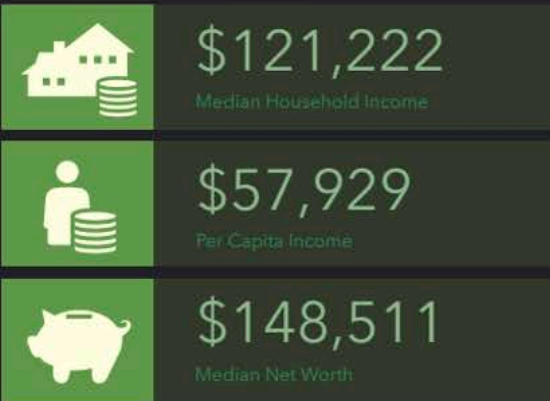 $121,222
Median Household Income
$57,929
Per Capita Income
$148,511
Median Net Worth